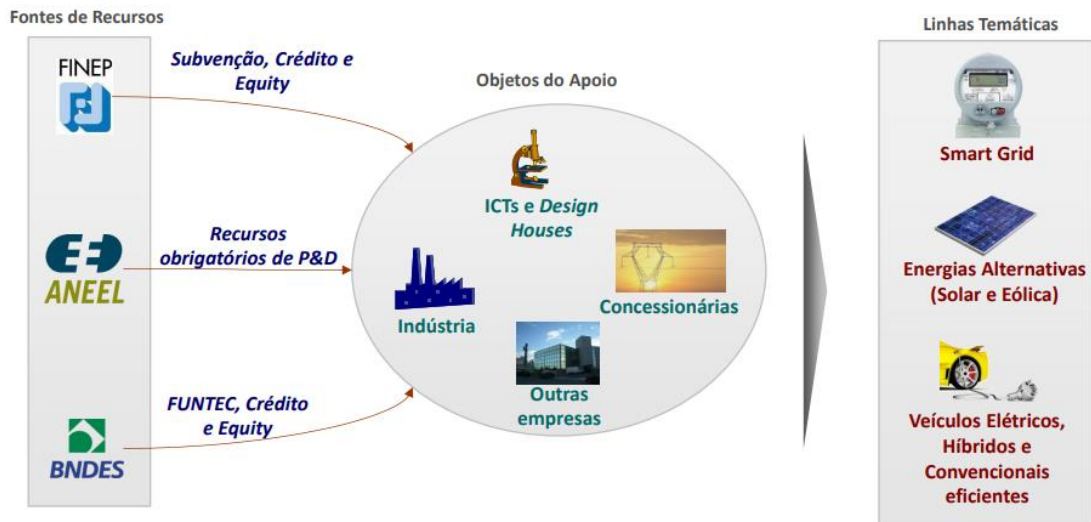 Fontes de Recursos
FINEP
Subvenção, Crédito e
Equity
ANEEL
Recursos
obrigatórios de P&D
BNDES
FUNTEC, Crédito
e Equity
Objetos do Apoio
ICTs e Design
Houses
Indústria
Concessionárias
Outras
empresas
Linhas Temáticas
Smart Grid
Energias Alternativas
(Solar e Eólica)
Veículos Elétricos,
Híbridos e
Convencionais
eficientes